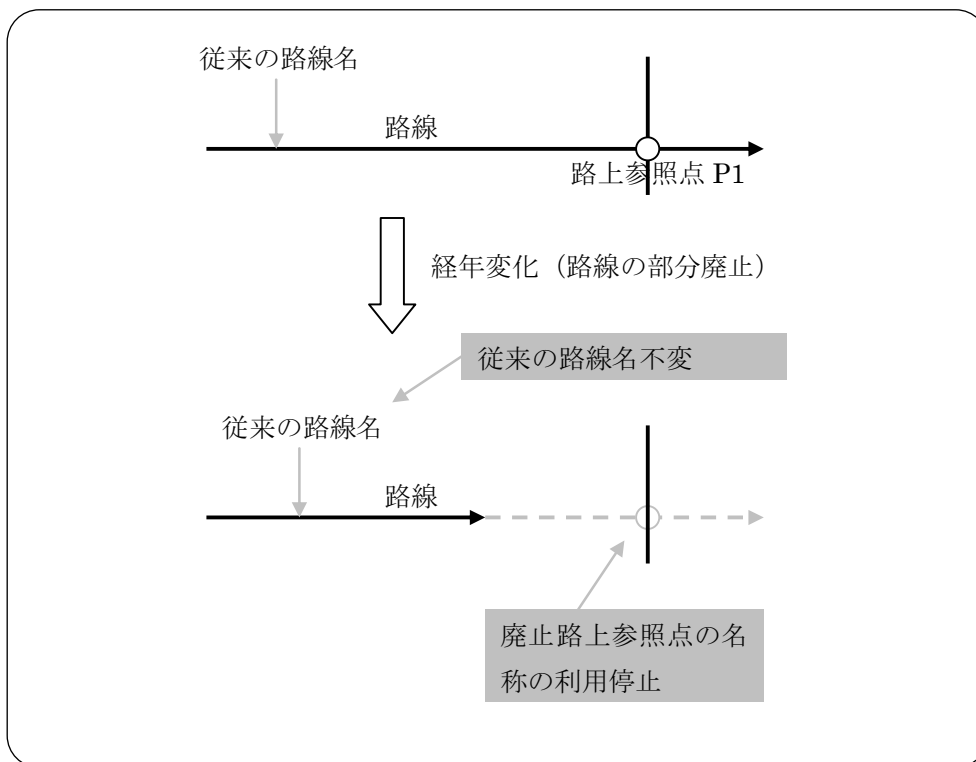 従来の路線名
路線
路上参照点 P1
経年変化（路線の部分廃止）
従来の路線名不変
従来の路線名
路線
廃止路上参照点の名
称の利用停止